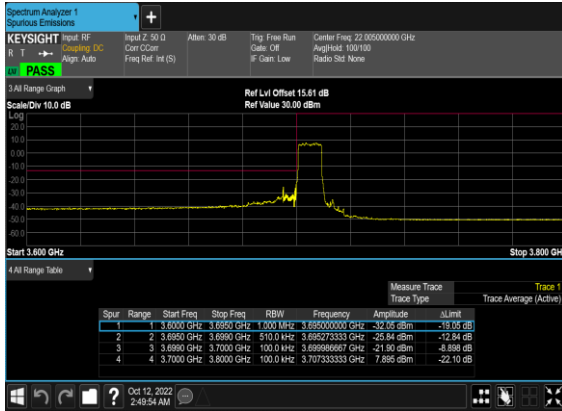 Spectrum Analyzer 1
Spurious Emissions
KEYSIGHT Input: RF Input Z: 50 Ω Atten: 30 dB Trig: Free Run Center Freq: 22.005000000 GHz
R T Coupling: DC Corr CCorr Gate: Off Avg|Hold: 100/100
Align: Auto Freq Ref: Int (S) IF Gain: Low Radio Std: None
LXI PASS
3 All Range Graph
Ref Lvl Offset 15.61 dB
Scale/Div 10.0 dB Ref Value 30.00 dBm
Log
20.0
10.0
0.00
-10.0
-20.0
-30.0
-40.0
-50.0
-60.0
Start 3.600 GHz Stop 3.800 GH
4 All Range Table
Measure Trace Trace 1
Trace Type Trace Average (Active)
Spur Range Start Freq Stop Freq RBW Frequency Amplitude ΔLimit
1 1 3.6000 GHz 3.6950 GHz 1.000 MHz 3.695000000 GHz -32.05 dBm -19.05 dB
2 2 3.6950 GHz 3.6990 GHz 510.0 kHz 3.695273333 GHz -25.84 dBm -12.84 dB
3 3 3.6990 GHz 3.7000 GHz 100.0 kHz 3.699986667 GHz -21.90 dBm -8.898 dB
4 4 3.7000 GHz 3.8000 GHz 100.0 kHz 3.707333333 GHz 7.895 dBm -22.10 dB
? Oct 12, 2022
2:49:54 AM